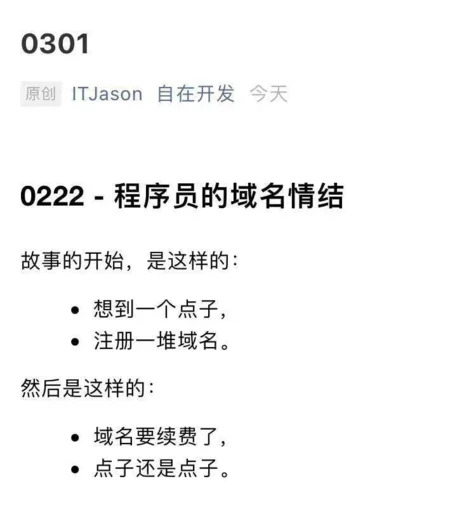 0301
原创 ITJason 自在开发 今天
0222 - 程序员的域名情结
故事的开始，是这样的：
• 想到一个点子，
• 注册一堆域名。
然后是这样的：
• 域名要续费了，
• 点子还是点子。